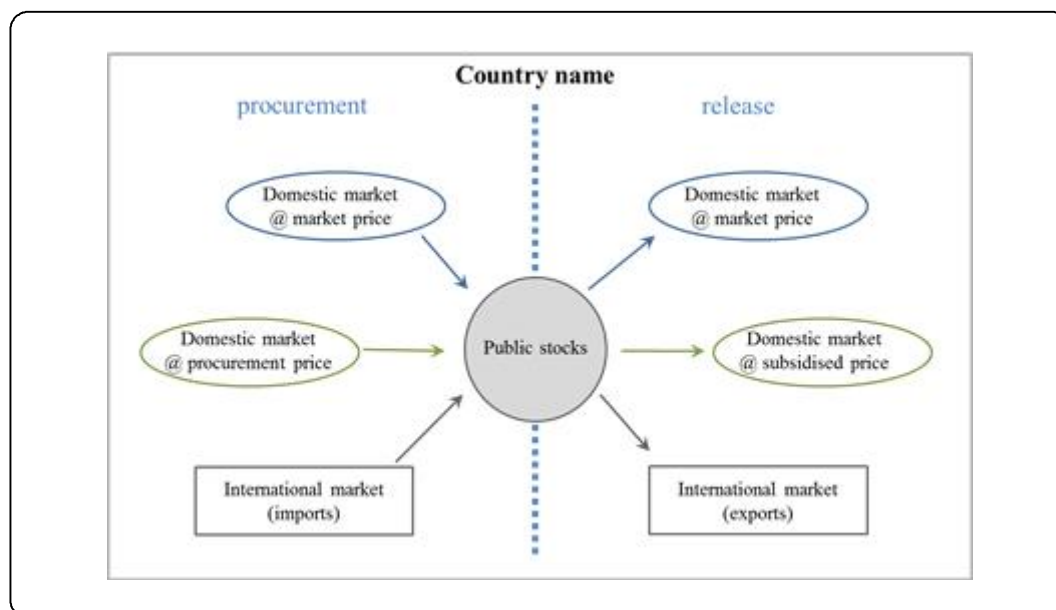 Country name
procurement
release
Domestic market
@ market price
Domestic market
@ market price
Domestic market
@ procurement price
Public stocks
Domestic market
@ subsidised price
International market
(imports)
International market
(exports)